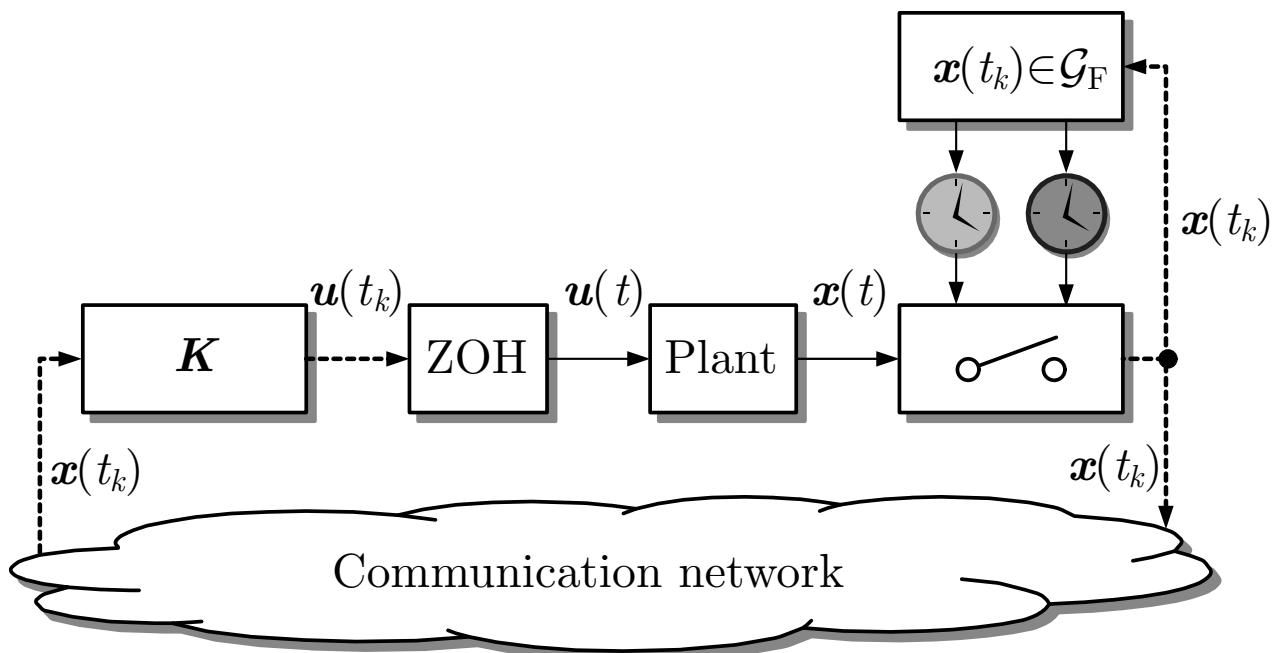 𝒙(t_k)∈𝒢_F
𝒙(t_k)
𝒖(t_k)
𝒖(t)
𝒙(t)
𝑲
ZOH
Plant
𝒙(t_k)
𝒙(t_k)
Communication network